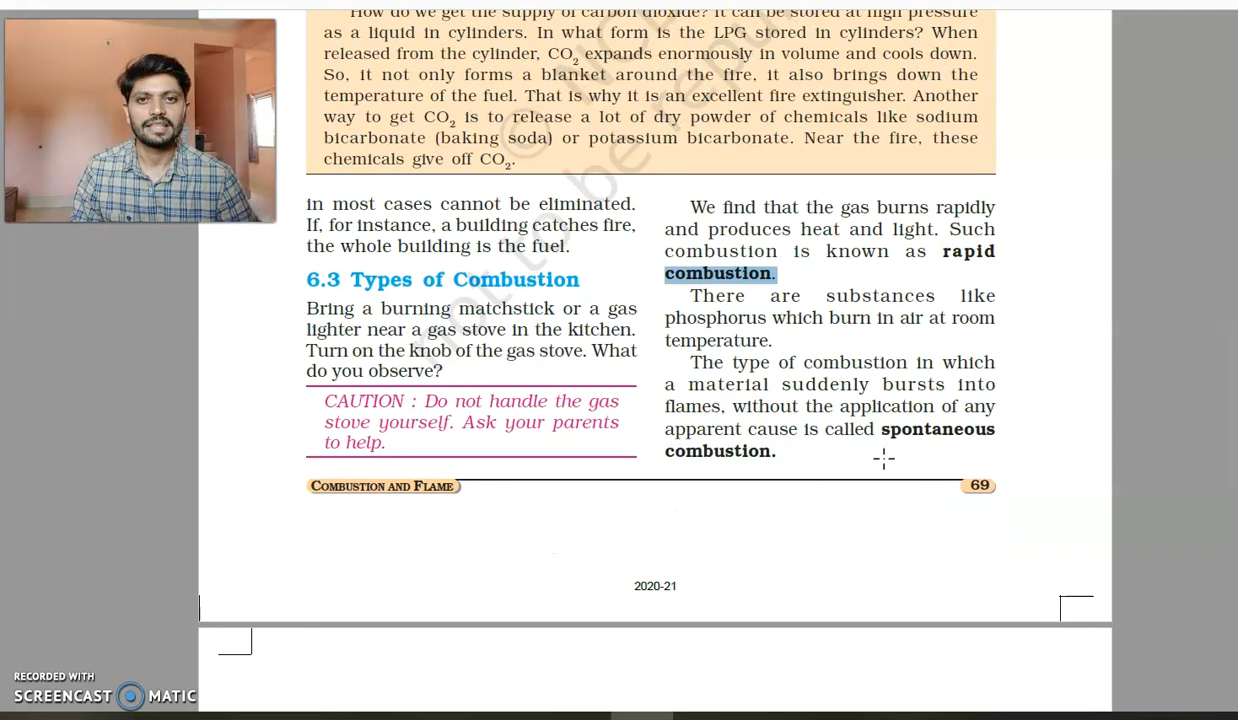 How do we get the supply of carbon dioxide? It can be stored at high pressure
as a liquid in cylinders. In what form is the LPG stored in cylinders? When
released from the cylinder, CO2 expands enormously in volume and cools down.
So, it not only forms a blanket around the fire, it also brings down the
temperature of the fuel. That is why it is an excellent fire extinguisher. Another
way to get CO2 is to release a lot of dry powder of chemicals like sodium
bicarbonate (baking soda) or potassium bicarbonate. Near the fire, these
chemicals give off CO2.
in most cases cannot be eliminated.
If, for instance, a building catches fire,
the whole building is the fuel.
6.3 Types of Combustion
Bring a burning matchstick or a gas
lighter near a gas stove in the kitchen.
Turn on the knob of the gas stove. What
do you observe?
CAUTION : Do not handle the gas
stove yourself. Ask your parents
to help.
We find that the gas burns rapidly
and produces heat and light. Such
combustion is known as rapid
combustion.
There are substances like
phosphorus which burn in air at room
temperature.
The type of combustion in which
a material suddenly bursts into
flames, without the application of any
apparent cause is called spontaneous
combustion.
COMBUSTION AND FLAME
69
2020-21
not to be repu
© NCE
RECORDED WITH
SCREENCAST MATIC